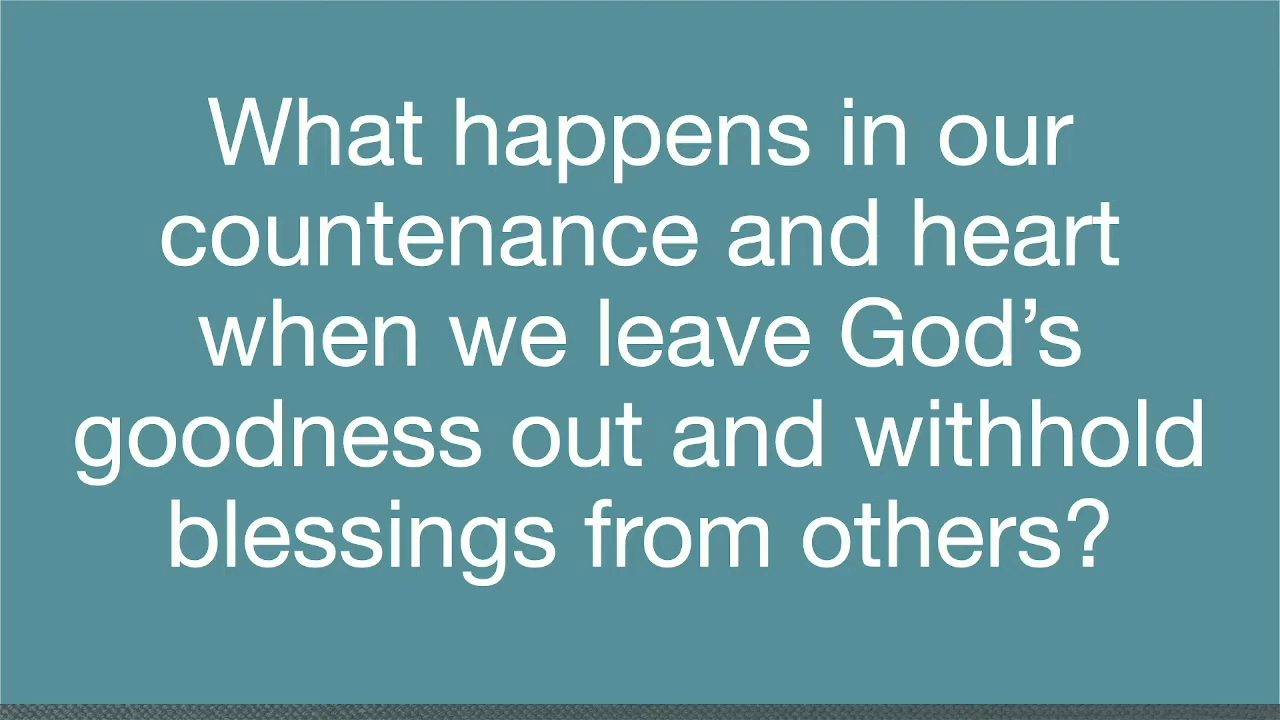 What happens in our
countenance and heart
when we leave God’s
goodness out and withhold
blessings from others?